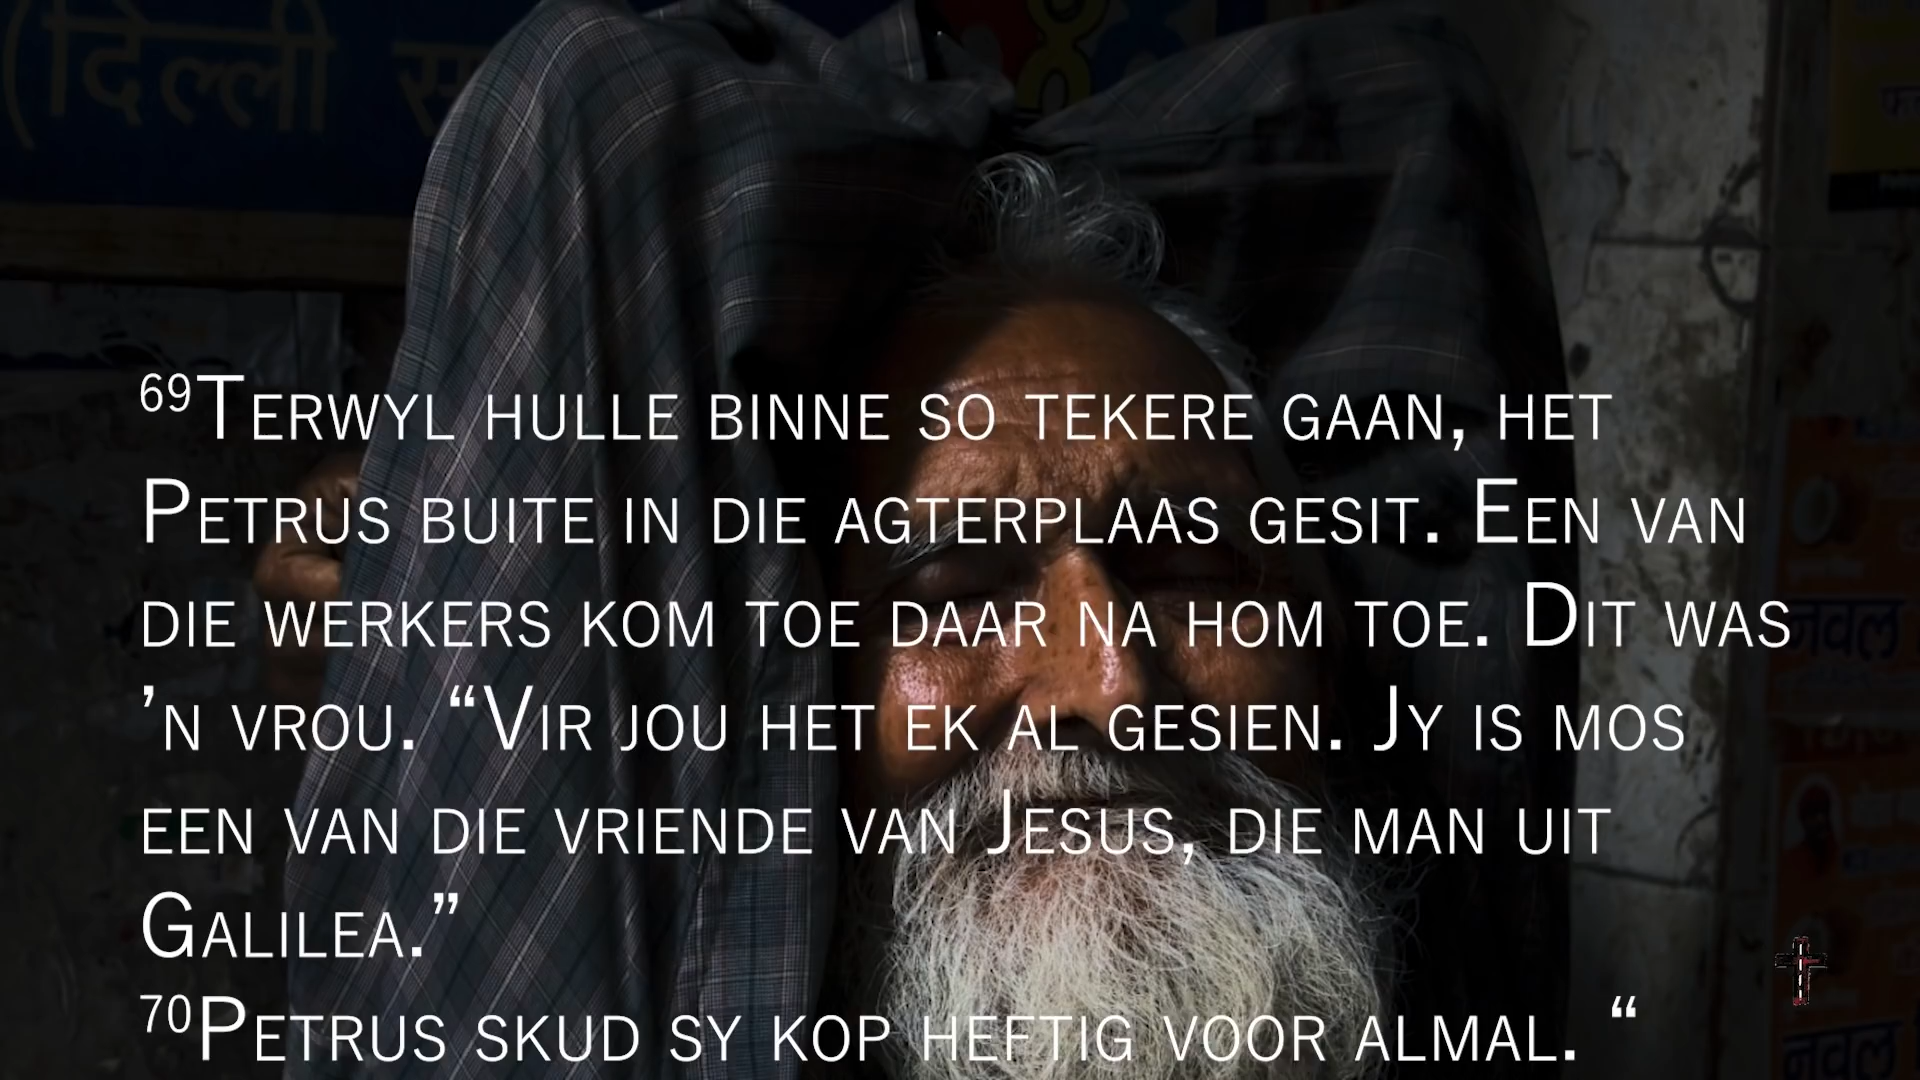 (दिल्ली
⁶⁹Terwyl hulle binne so tekere gaan, het
Petrus buite in die agterplaas gesit. Een van
die werkers kom toe daar na hom toe. Dit was
’n vrou. “Vir jou het ek al gesien. Jy is mos
een van die vriende van Jesus, die man uit
Galilea.”
⁷⁰Petrus skud sy kop heftig voor almal. “
नवल
नवल